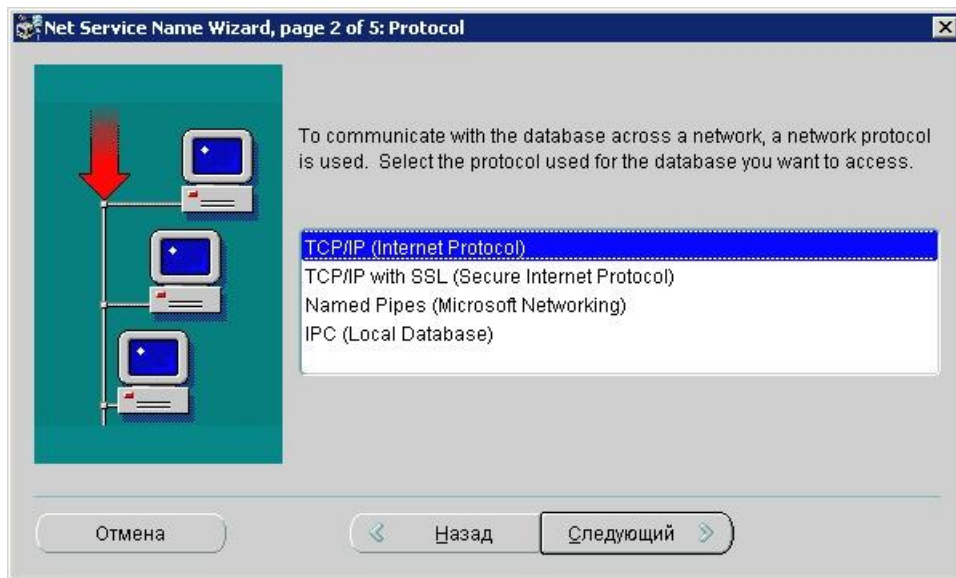 Net Service Name Wizard, page 2 of 5: Protocol
To communicate with the database across a network, a network protocol
is used. Select the protocol used for the database you want to access.
TCP/IP (Internet Protocol)
TCP/IP with SSL (Secure Internet Protocol)
Named Pipes (Microsoft Networking)
IPC (Local Database)
Отмена
Назад
Следующий